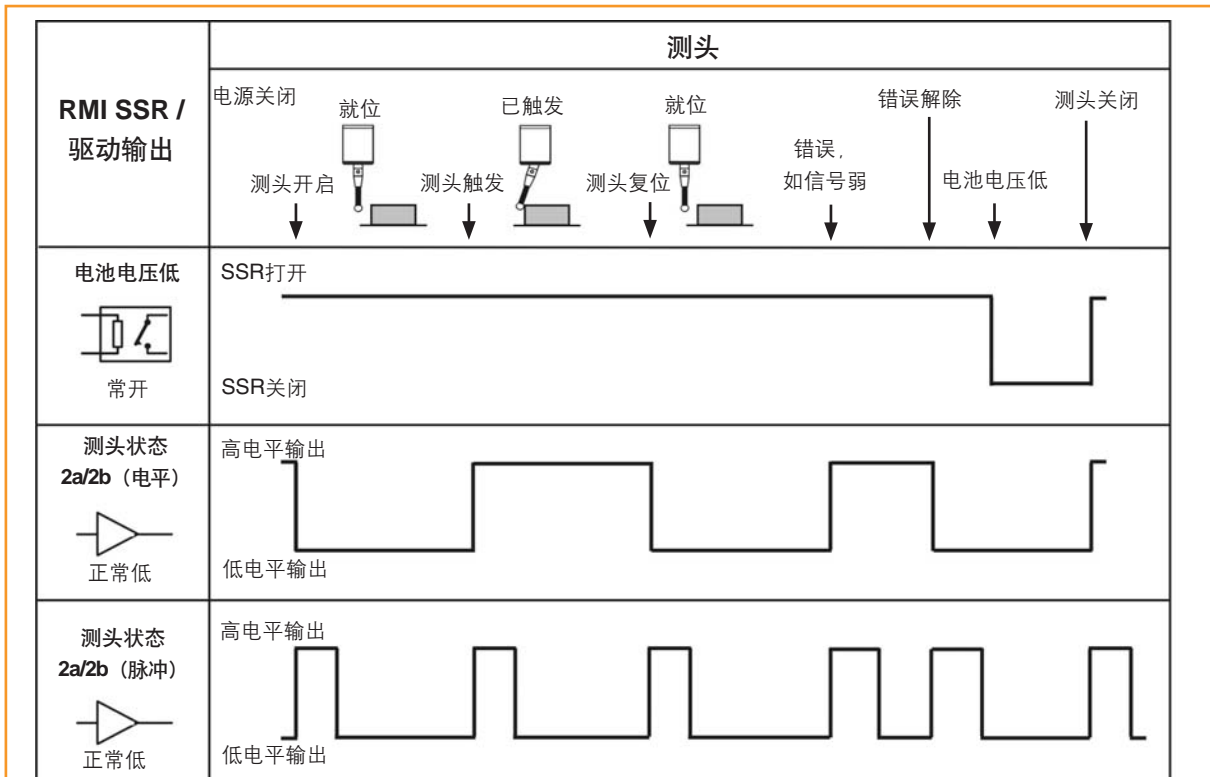 RMI SSR /
驱动输出
测头
电源关闭
就位
已触发
就位
错误解除
测头关闭
测头开启
测头触发
测头复位
错误，
如信号弱
电池电压低
电池电压低
常开
SSR打开
SSR关闭
测头状态
2a/2b（电平）
正常低
高电平输出
低电平输出
测头状态
2a/2b（脉冲）
正常低
高电平输出
低电平输出